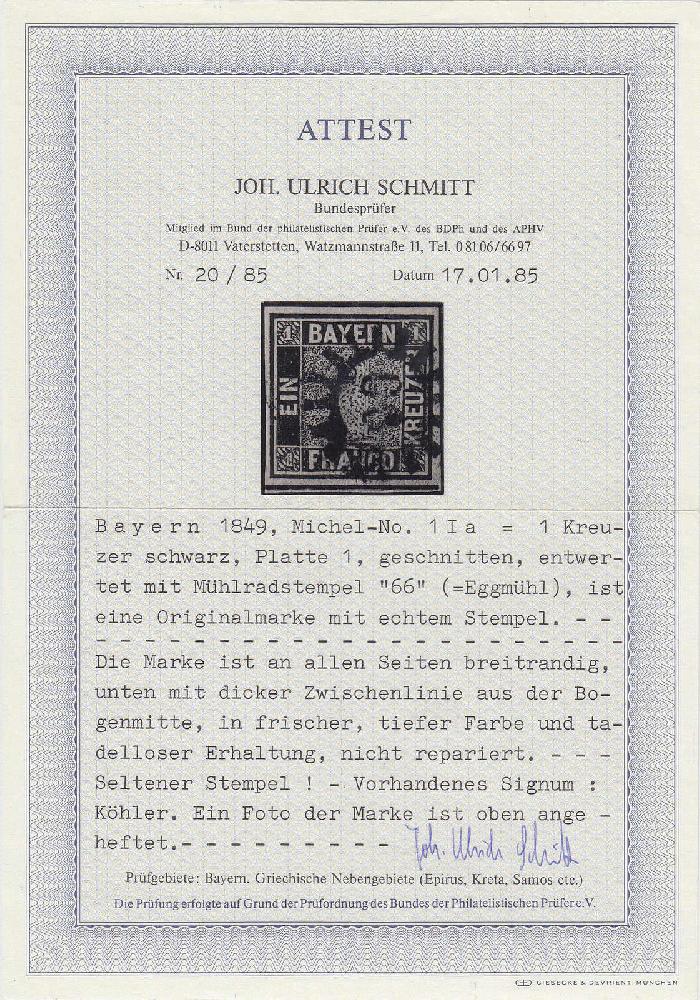 ATTEST
JOH. ULRICH SCHMITT
Bundesprüfer
Mitglied im Bund der philatelistischen Prüfer e.V. des BDPh und des APHV
D-8011 Vaterstetten, Watzmannstraße 11, Tel. 08106/6697
Nr. 20 / 85 Datum 17.01.85
1 BAYERN 1
EIN
KREUZER
FRANCO
Bayern 1849, Michel-No. 1 I a = 1 Kreu-
zer schwarz, Platte 1, geschnitten, entwer-
tet mit Mühlradstempel "66" (=Eggmühl), ist
eine Originalmarke mit echtem Stempel. - -
- - - - - - - - - - - - - - - - - - - - - -
Die Marke ist an allen Seiten breitrandig,
unten mit dicker Zwischenlinie aus der Bo-
genmitte, in frischer, tiefer Farbe und ta-
delloser Erhaltung, nicht repariert. - - -
Seltener Stempel ! - Vorhandenes Signum :
Köhler. Ein Foto der Marke ist oben ange -
heftet.- - - - - - - - - -
Joh. Ulrich Schmitt
Prüfgebiete: Bayern, Griechische Nebengebiete (Epirus, Kreta, Samos etc.)
Die Prüfung erfolgte auf Grund der Prüfordnung des Bundes der Philatelistischen Prüfer e.V.
GIESECKE & DEVRIENT MÜNCHEN